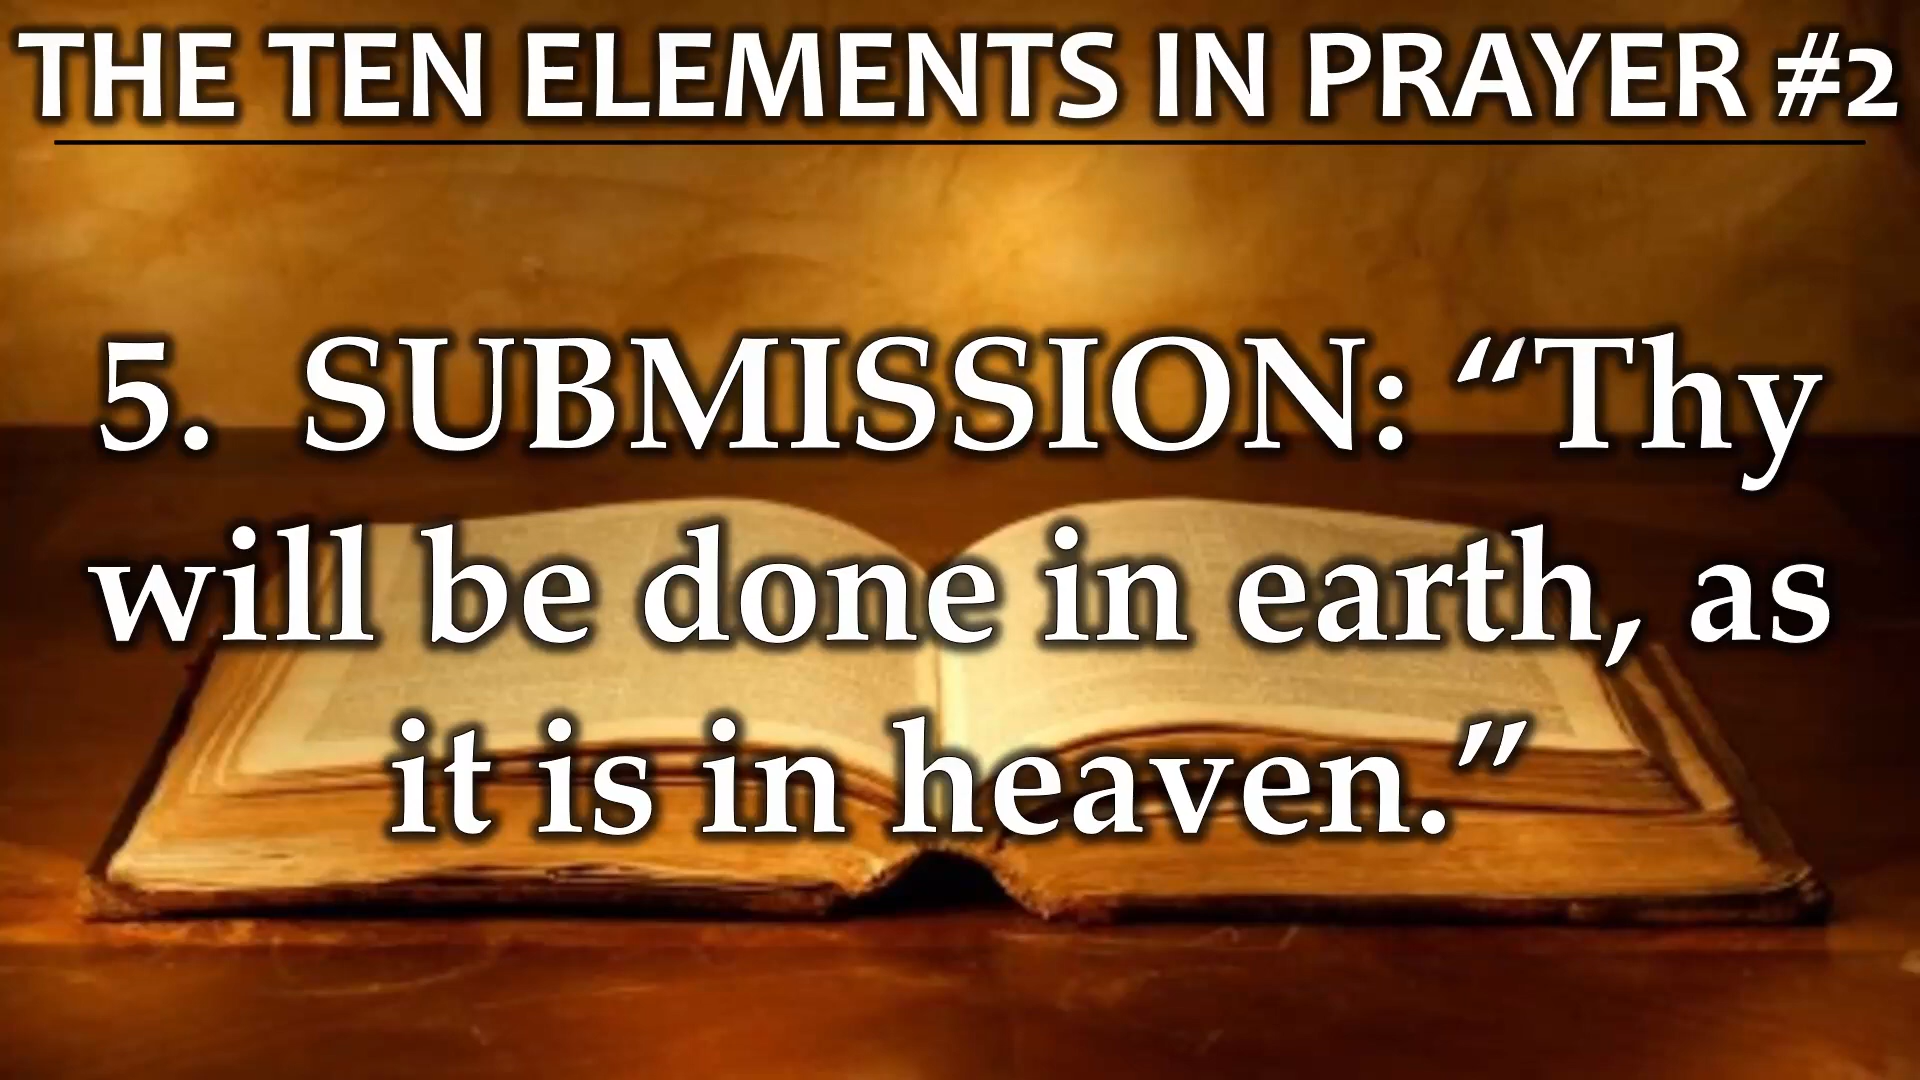 THE TEN ELEMENTS IN PRAYER #2
5. SUBMISSION: “Thy
will be done in earth, as
it is in heaven.”